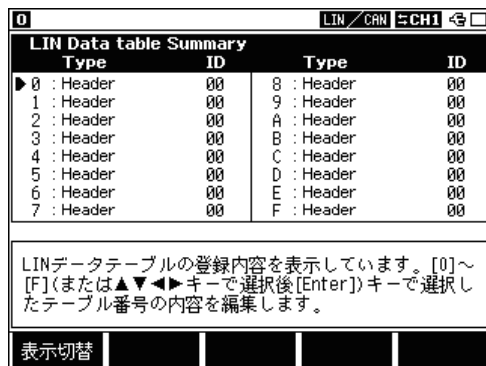 0 LIN/CAN ⇆CH1
LIN Data table Summary
Type ID Type ID
▶0 : Header 00 8 : Header 00
1 : Header 00 9 : Header 00
2 : Header 00 A : Header 00
3 : Header 00 B : Header 00
4 : Header 00 C : Header 00
5 : Header 00 D : Header 00
6 : Header 00 E : Header 00
7 : Header 00 F : Header 00
LINデータテーブルの登録内容を表示しています。[0]～
[F](または▲▼◀▶キーで選択後[Enter])キーで選択し
たテーブル番号の内容を編集します。
表示切替